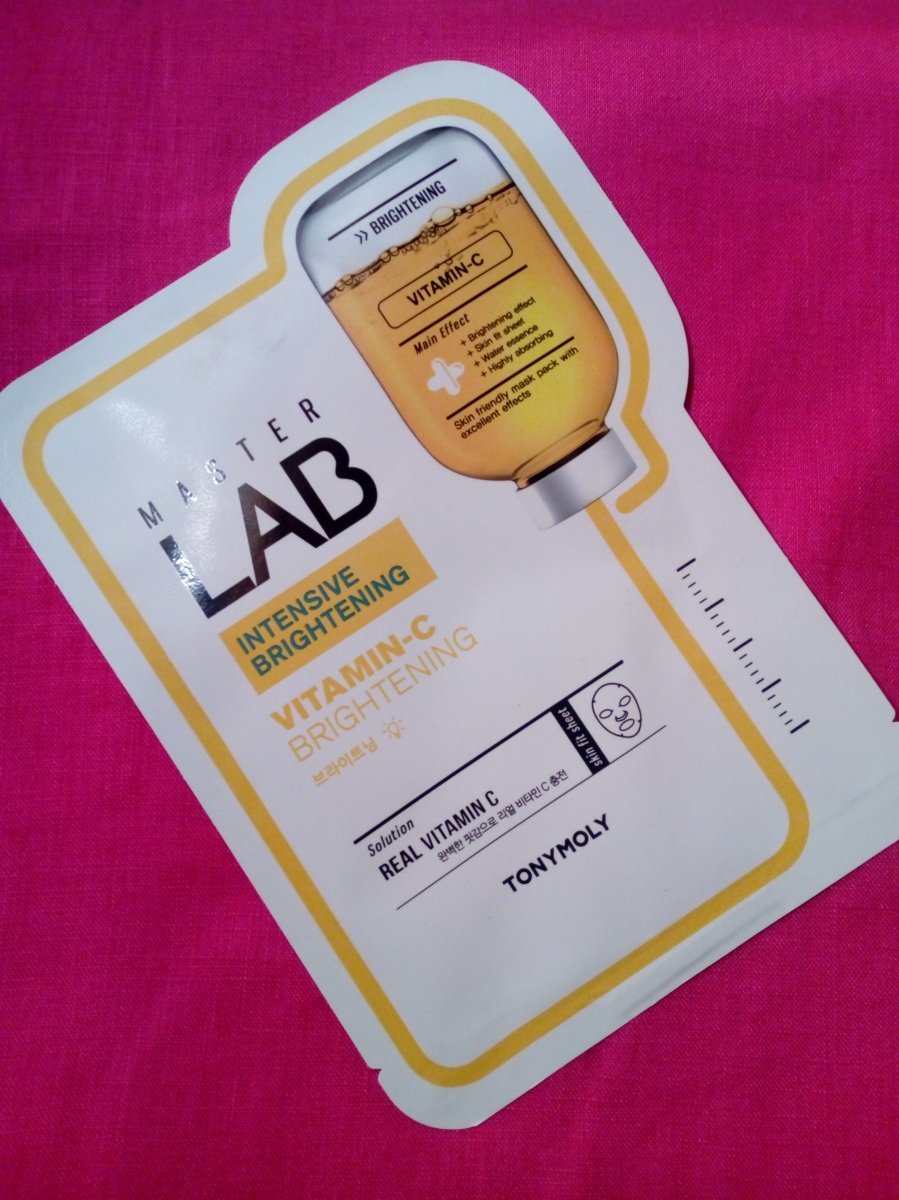 >> BRIGHTENING
VITAMIN-C
Main Effect
+ Brightening effect
+ Skin fit sheet
+ Water essence
+ Highly absorbing
Skin friendly mask pack with
excellent effects
MASTER
LAB
INTENSIVE
BRIGHTENING
VITAMIN-C
BRIGHTENING
브라이트닝
Solution
REAL VITAMIN C
완벽한 핏감으로 리얼 비타민 C 충전
skin fit sheet
TONYMOLY